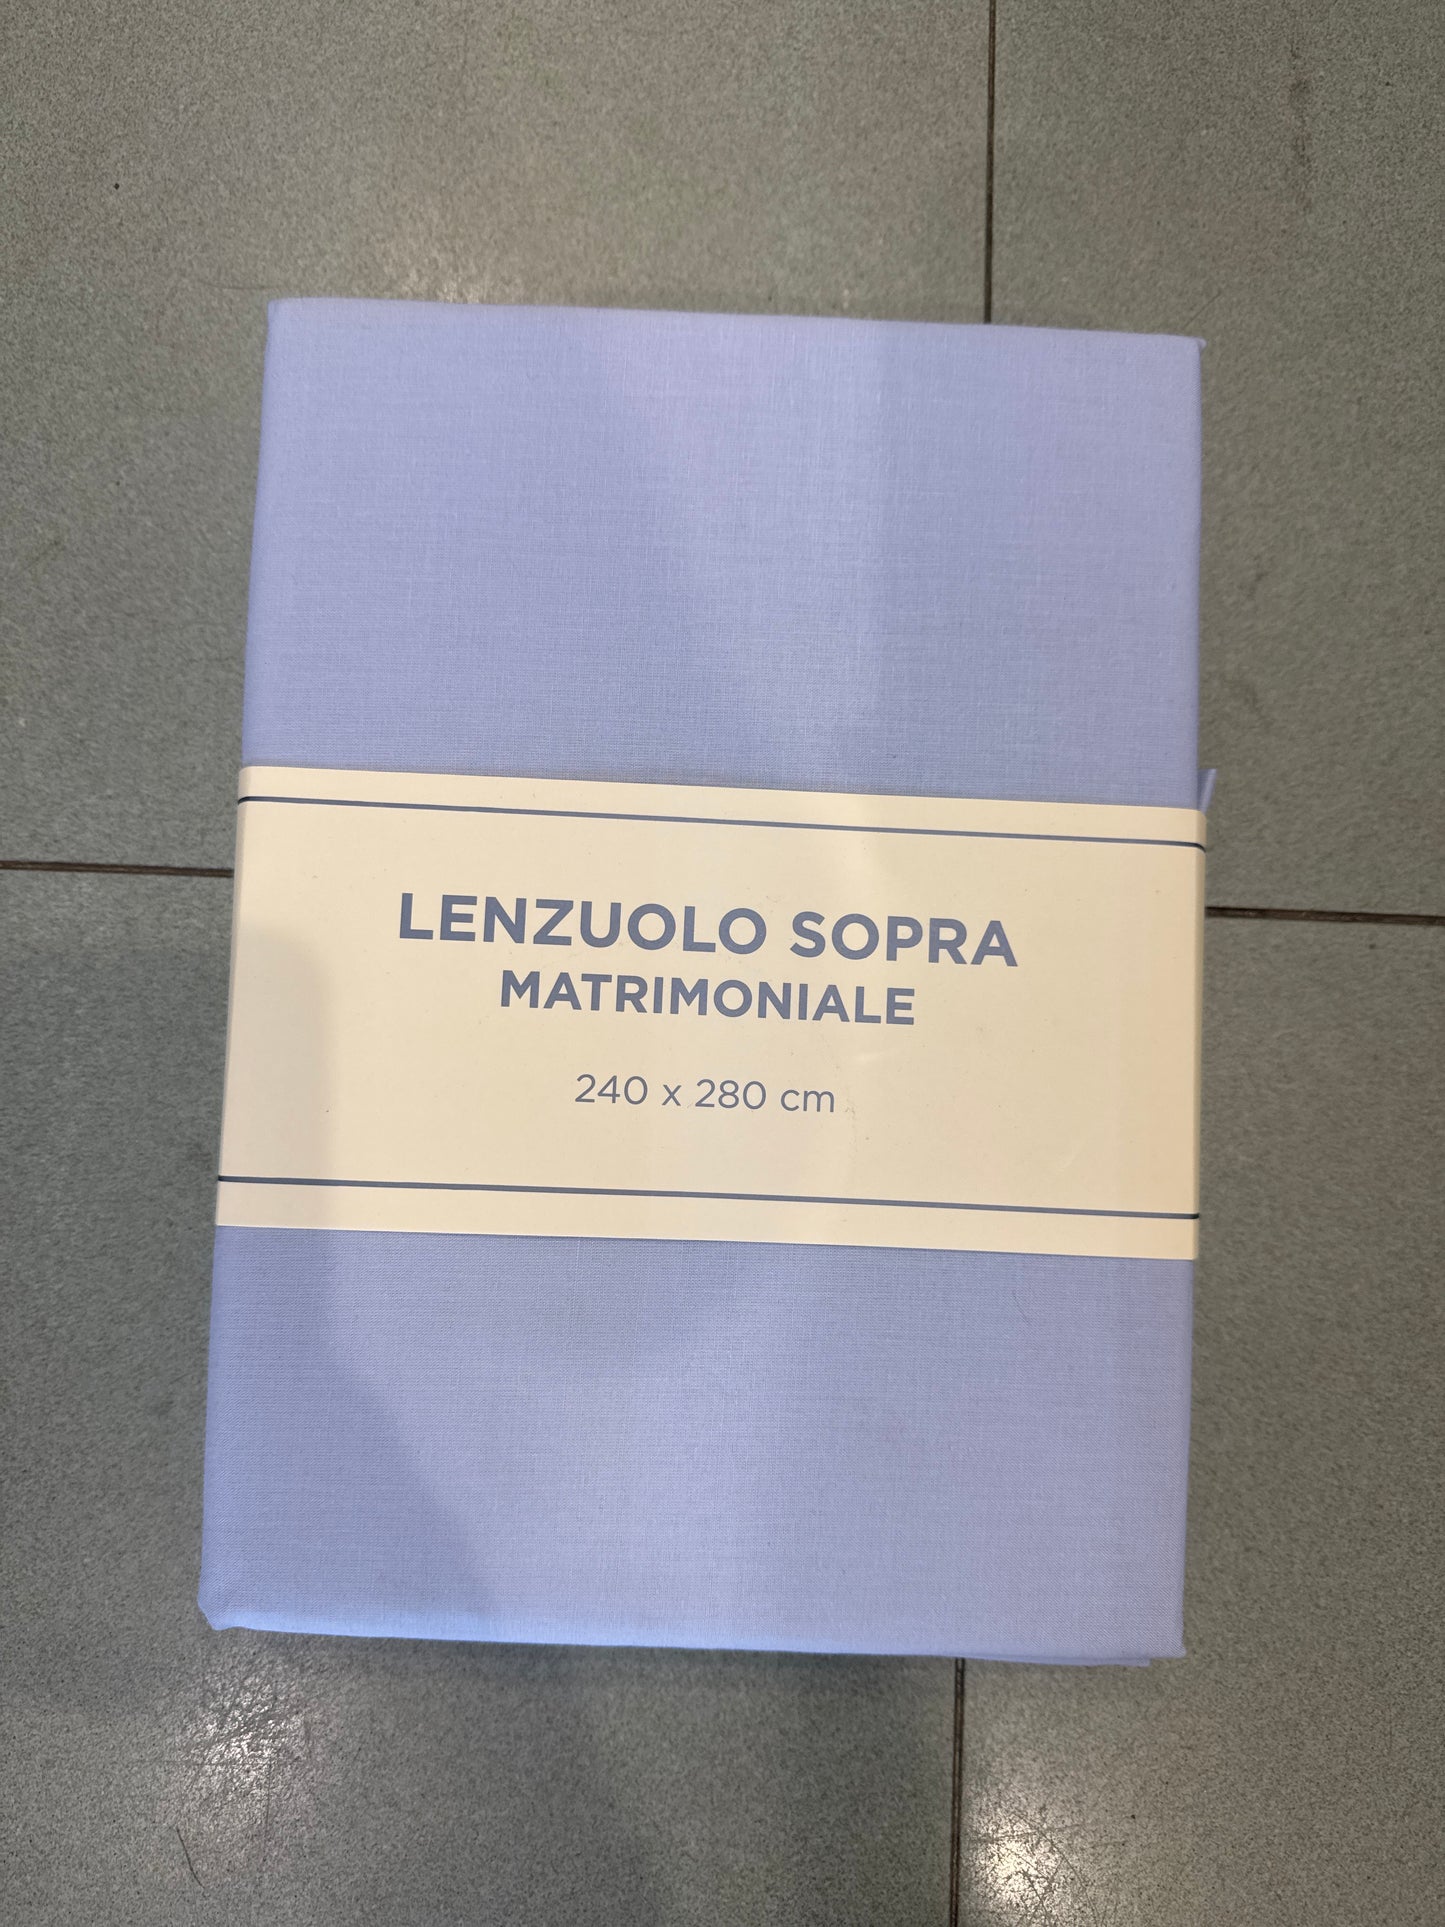 LENZUOLO SOPRA
MATRIMONIALE
240 x 280 cm